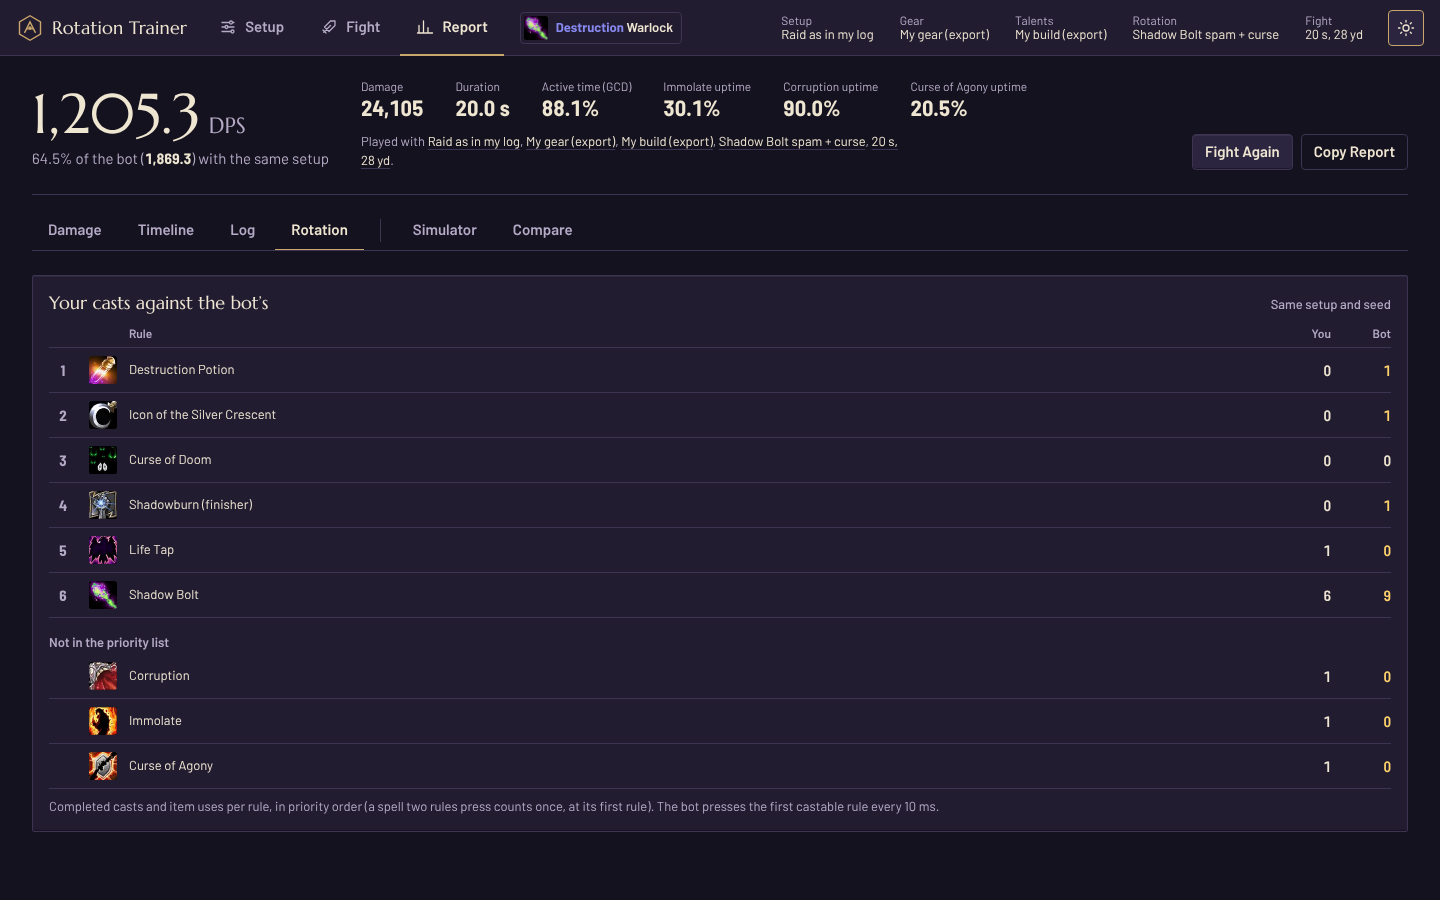 Rotation Trainer
Setup
Fight
Report
Destruction Warlock
Setup
Raid as in my log
Gear
My gear (export)
Talents
My build (export)
Rotation
Shadow Bolt spam + curse
Fight
20 s, 28 yd
1,205.3 DPS
64.5% of the bot (1,869.3) with the same setup
Damage
24,105
Duration
20.0 s
Active time (GCD)
88.1%
Immolate uptime
30.1%
Corruption uptime
90.0%
Curse of Agony uptime
20.5%
Played with Raid as in my log, My gear (export), My build (export), Shadow Bolt spam + curse, 20 s,
28 yd.
Fight Again
Copy Report
Damage
Timeline
Log
Rotation
Simulator
Compare
Your casts against the bot's
Same setup and seed
Rule You Bot
1 Destruction Potion 0 1
2 Icon of the Silver Crescent 0 1
3 Curse of Doom 0 0
4 Shadowburn (finisher) 0 1
5 Life Tap 1 0
6 Shadow Bolt 6 9
Not in the priority list
Corruption 1 0
Immolate 1 0
Curse of Agony 1 0
Completed casts and item uses per rule, in priority order (a spell two rules press counts once, at its first rule). The bot presses the first castable rule every 10 ms.